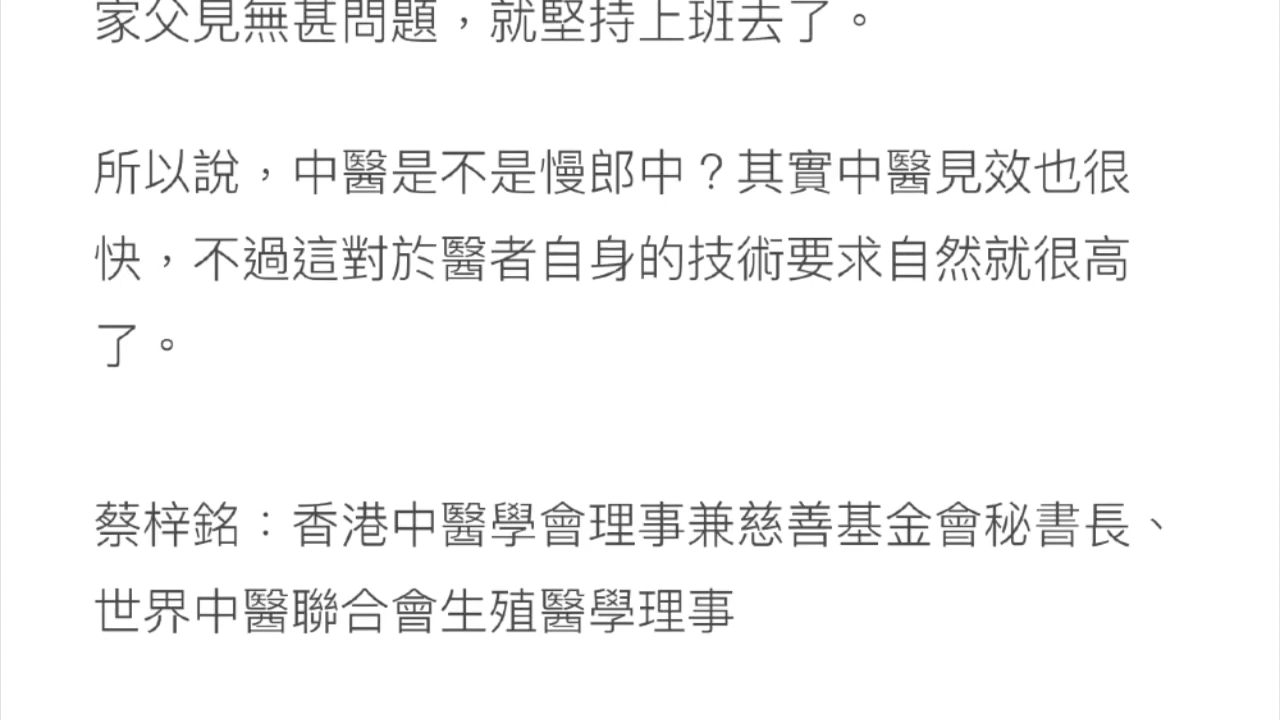 家父見無甚問題，就堅持上班去了。
所以說，中醫是不是慢郎中？其實中醫見效也很
快，不過這對於醫者自身的技術要求自然就很高
了。
蔡梓銘：香港中醫學會理事兼慈善基金會秘書長、
世界中醫聯合會生殖醫學理事